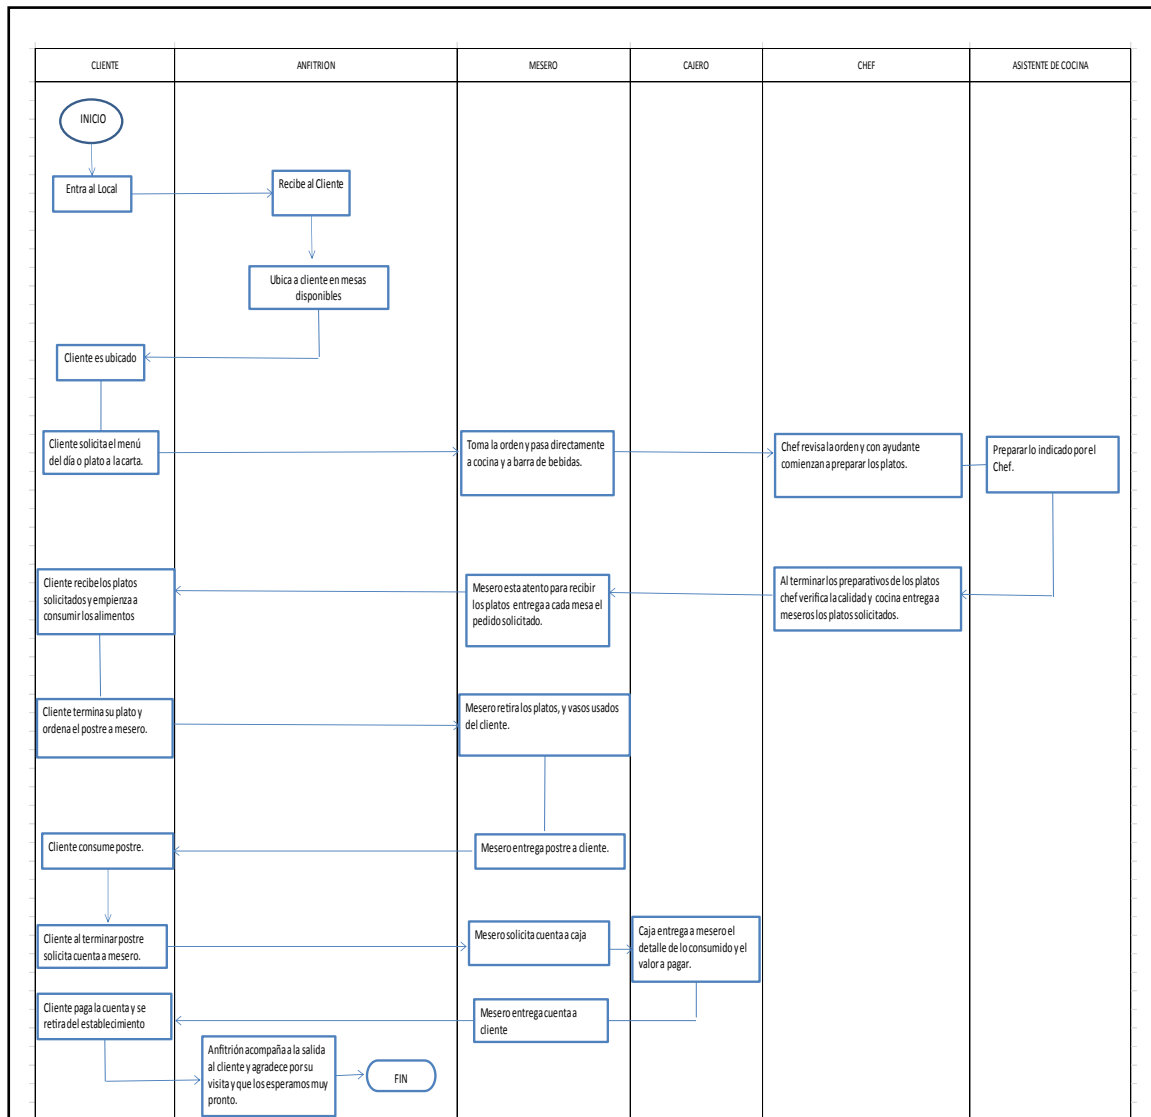 CLIENTE
ANFITRION
MESERO
CAJERO
CHEF
ASISTENTE DE COCINA
INICIO
Entra al Local
Recibe al Cliente
Ubica a cliente en mesas
disponibles
Cliente es ubicado
Cliente solicita el menú
del día o plato a la carta.
Toma la orden y pasa directamente
a cocina y a barra de bebidas.
Chef revisa la orden y con ayudante
comienzan a preparar los platos.
Preparar lo indicado por el
Chef.
Cliente recibe los platos
solicitados y empienza a
consumir los alimentos
Mesero esta atento para recibir
los platos entrega a cada mesa el
pedido solicitado.
Al terminar los preparativos de los platos
chef verifica la calidad y cocina entrega a
meseros los platos solicitados.
Cliente termina su plato y
ordena el postre a mesero.
Mesero retira los platos, y vasos usados
del cliente.
Cliente consume postre.
Mesero entrega postre a cliente.
Cliente al terminar postre
solicita cuenta a mesero.
Mesero solicita cuenta a caja
Caja entrega a mesero el
detalle de lo consumido y el
valor a pagar.
Cliente paga la cuenta y se
retira del establecimiento
Mesero entrega cuenta a
cliente
Anfitrión acompaña a la salida
al cliente y agradece por su
visita y que los esperamos muy
pronto.
FIN